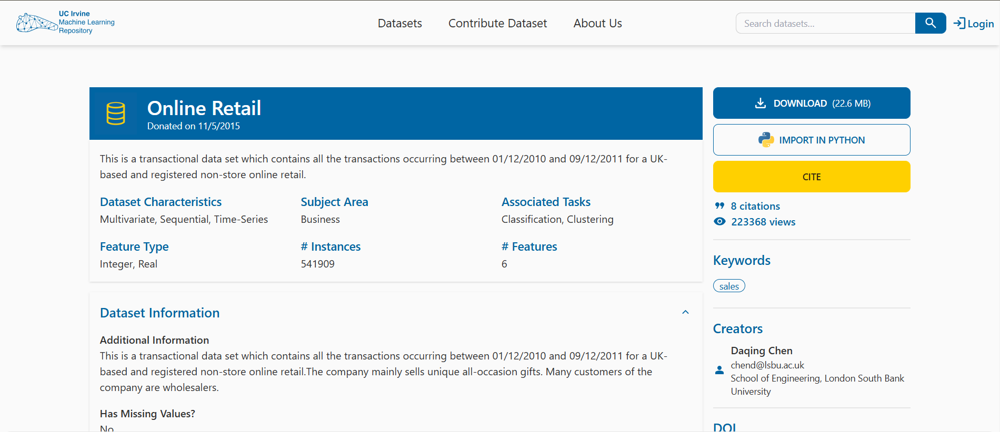 UC Irvine
Machine Learning
Repository
Datasets
Contribute Dataset
About Us
Search datasets...
Login
Online Retail
Donated on 11/5/2015
This is a transactional data set which contains all the transactions occurring between 01/12/2010 and 09/12/2011 for a UK-
based and registered non-store online retail.
Dataset Characteristics
Multivariate, Sequential, Time-Series
Subject Area
Business
Associated Tasks
Classification, Clustering
Feature Type
Integer, Real
# Instances
541909
# Features
6
Dataset Information
Additional Information
This is a transactional data set which contains all the transactions occurring between 01/12/2010 and 09/12/2011 for a UK-
based and registered non-store online retail.The company mainly sells unique all-occasion gifts. Many customers of the
company are wholesalers.
Has Missing Values?
No
DOWNLOAD (22.6 MB)
IMPORT IN PYTHON
CITE
8 citations
223368 views
Keywords
sales
Creators
Daqing Chen
chend@lsbu.ac.uk
School of Engineering, London South Bank
University
DOI